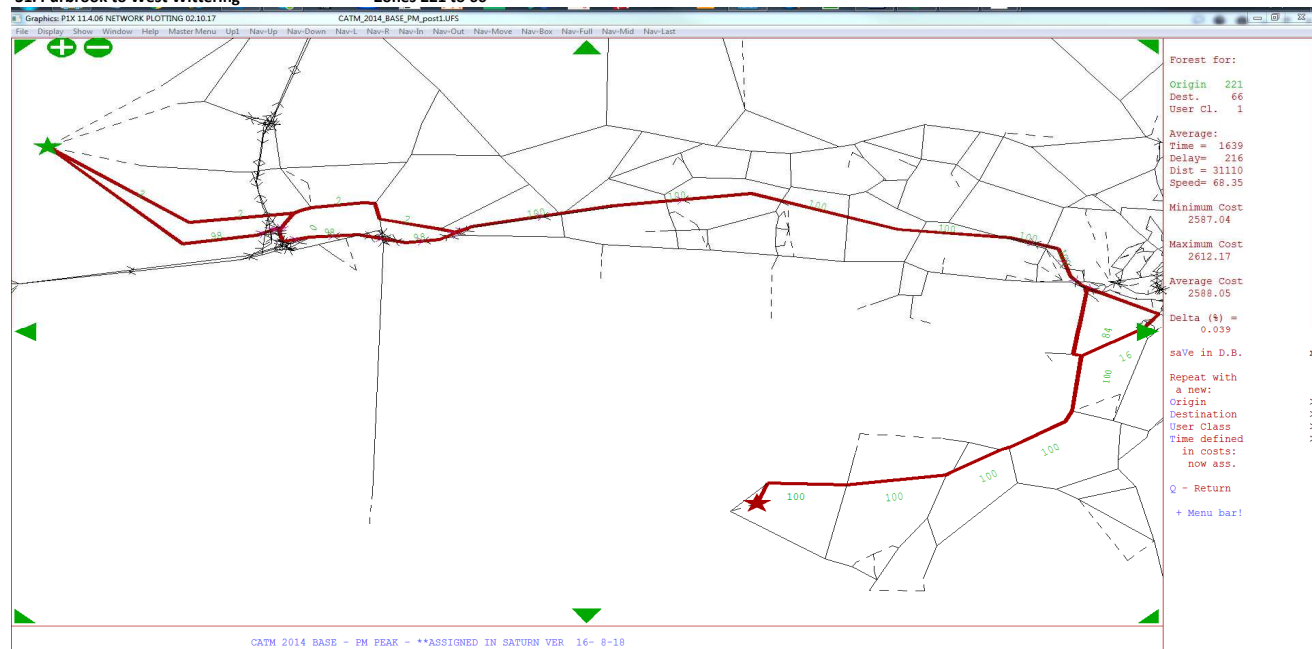 Graphics: P1X 11.4.06 NETWORK PLOTTING 02.10.17 CATM_2014_BASE_PM_post1.UFS
File Display Show Window Help Master Menu Up1 Nav-Up Nav-Down Nav-L Nav-R Nav-In Nav-Out Nav-Move Nav-Box Nav-Full Nav-Mid Nav-Last
Forest for:
Origin 221
Dest. 66
User Cl. 1
Average:
Time = 1639
Delay= 216
Dist = 31110
Speed= 68.35
Minimum Cost
2587.04
Maximum Cost
2612.17
Average Cost
2588.05
Delta (%) =
0.039
saVe in D.B.
Repeat with
a new:
Origin
Destination
User Class
Time defined
in costs:
now ass.
Q - Return
+ Menu bar!
2
2
2
98
0
98
98
100
100
100
100
100
84
16
100
100
100
100
100
CATM 2014 BASE - PM PEAK - **ASSIGNED IN SATURN VER 16- 8-18